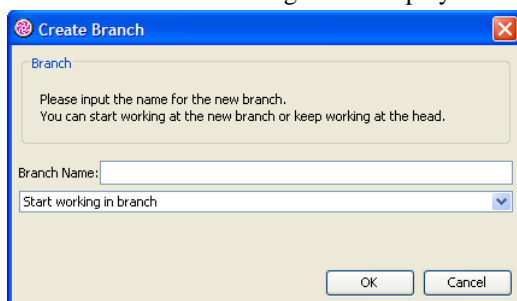 Create Branch
Branch
Please input the name for the new branch.
You can start working at the new branch or keep working at the head.
Branch Name:
Start working in branch
OK Cancel